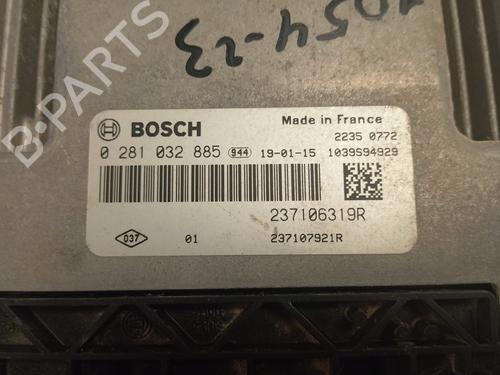 1054-23
B-PARTS
BOSCH
Made in France
2235 0772
0 281 032 885 944 19-01-15 1039S94929
237106319R
037 01 237107921R